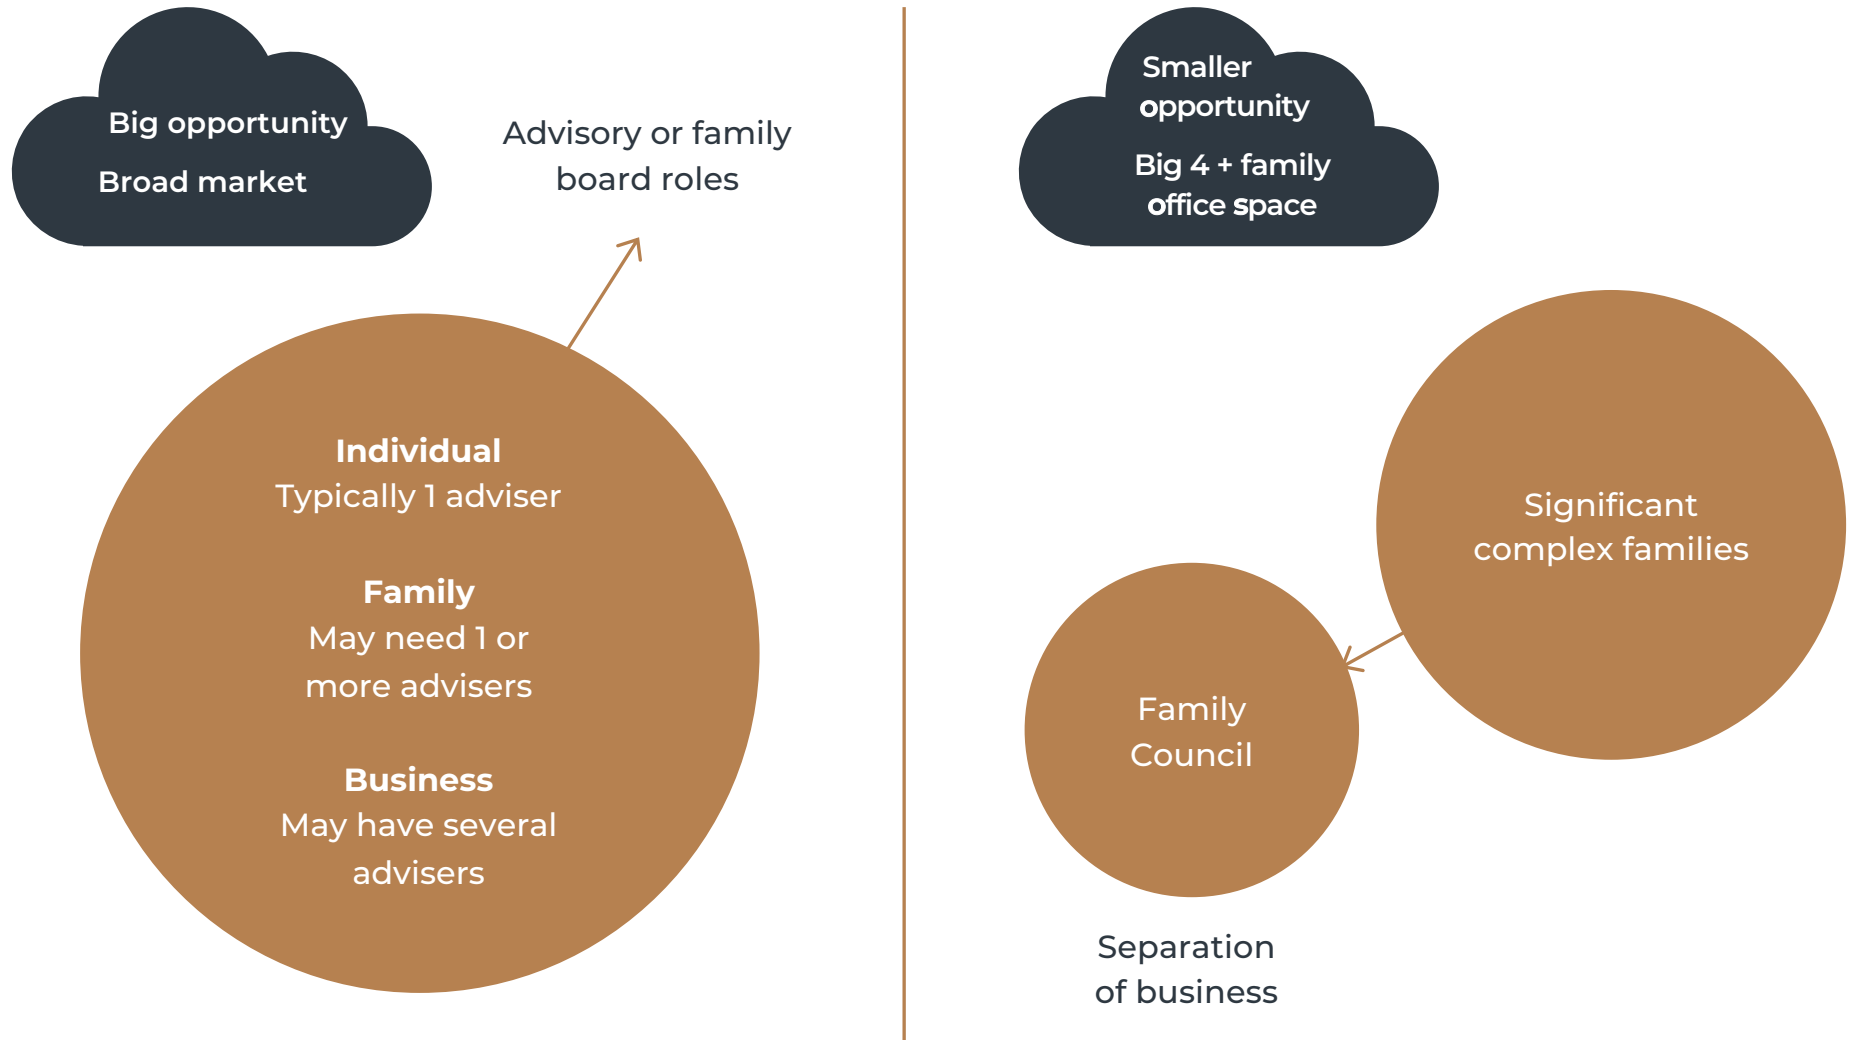 Big opportunity
Broad market
Advisory or family
board roles
Individual
Typically 1 adviser
Family
May need 1 or
more advisers
Business
May have several
advisers
Smaller
opportunity
Big 4 + family
office space
Significant
complex families
Family
Council
Separation
of business